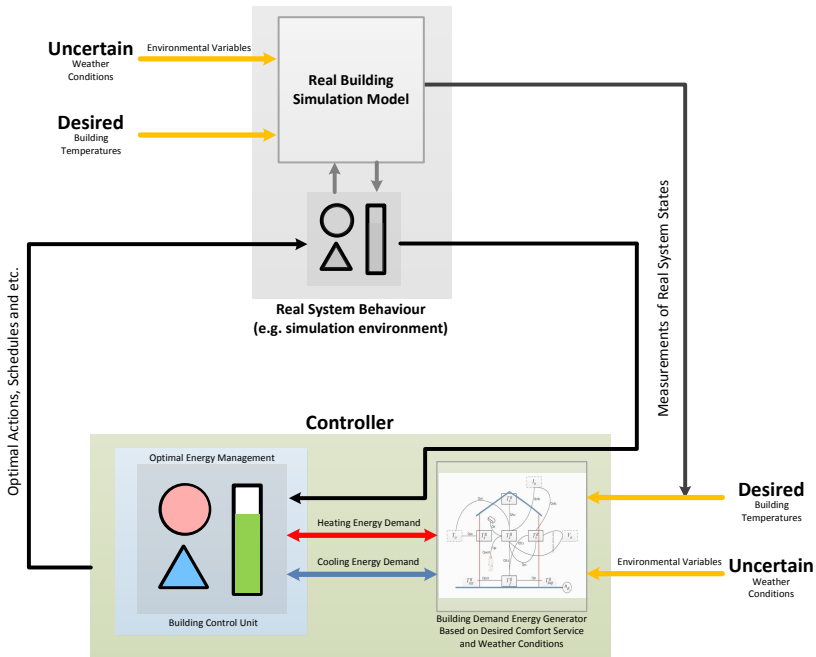 Uncertain
Weather
Conditions
Environmental Variables
Desired
Building
Temperatures
Real Building
Simulation Model
Real System Behaviour
(e.g. simulation environment)
Optimal Actions, Schedules and etc.
Measurements of Real System States
Controller
Optimal Energy Management
Building Control Unit
Heating Energy Demand
Cooling Energy Demand
Building Demand Energy Generator
Based on Desired Comfort Service
and Weather Conditions
Desired
Building
Temperatures
Environmental Variables
Uncertain
Weather
Conditions